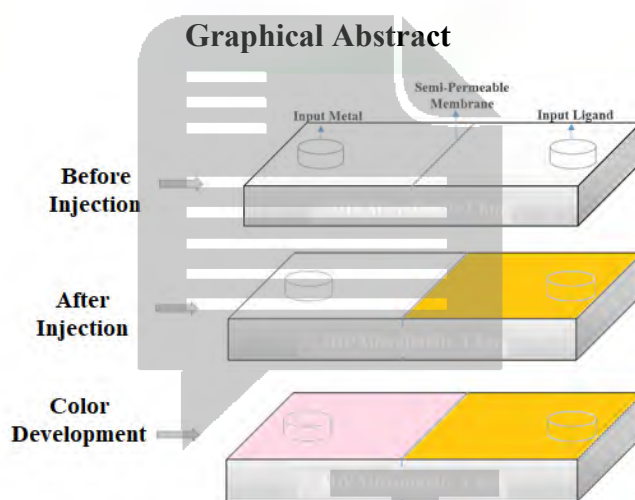 Graphical Abstract
Semi-Permeable
Membrane
Input Metal
Input Ligand
Before
Injection
After
Injection
Color
Development